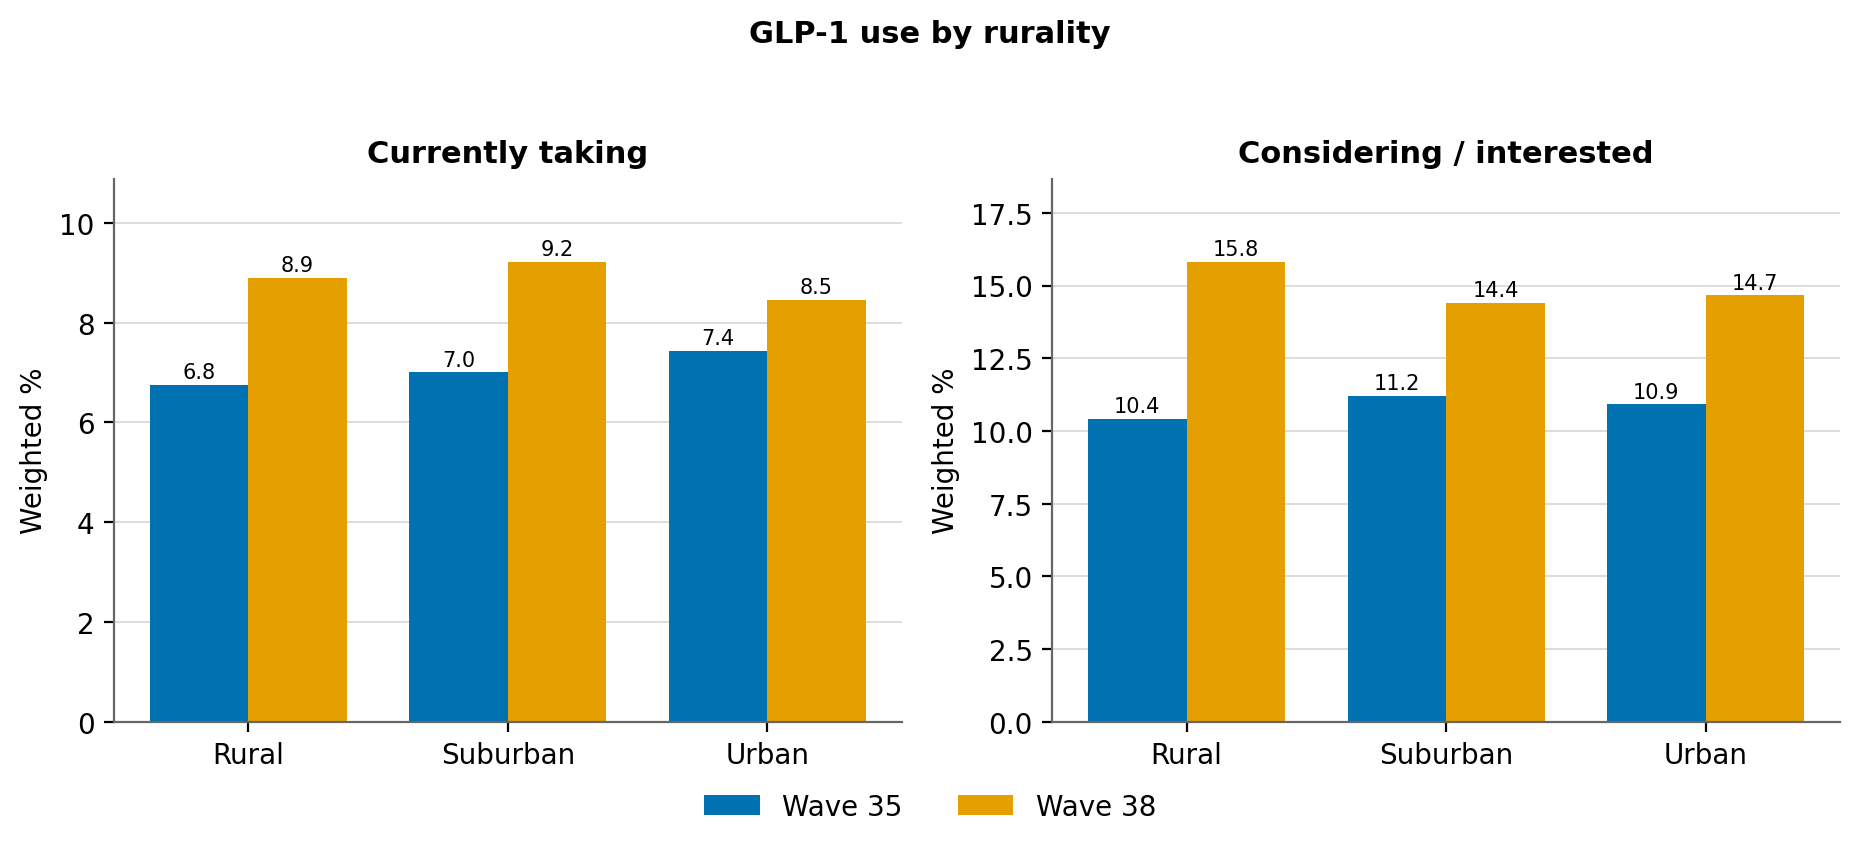 GLP-1 use by rurality
Currently taking
Weighted %
10
8
6
4
2
0
6.8
8.9
7.0
9.2
7.4
8.5
Rural
Suburban
Urban
Considering / interested
Weighted %
17.5
15.0
12.5
10.0
7.5
5.0
2.5
0.0
10.4
15.8
11.2
14.4
10.9
14.7
Rural
Suburban
Urban
Wave 35
Wave 38